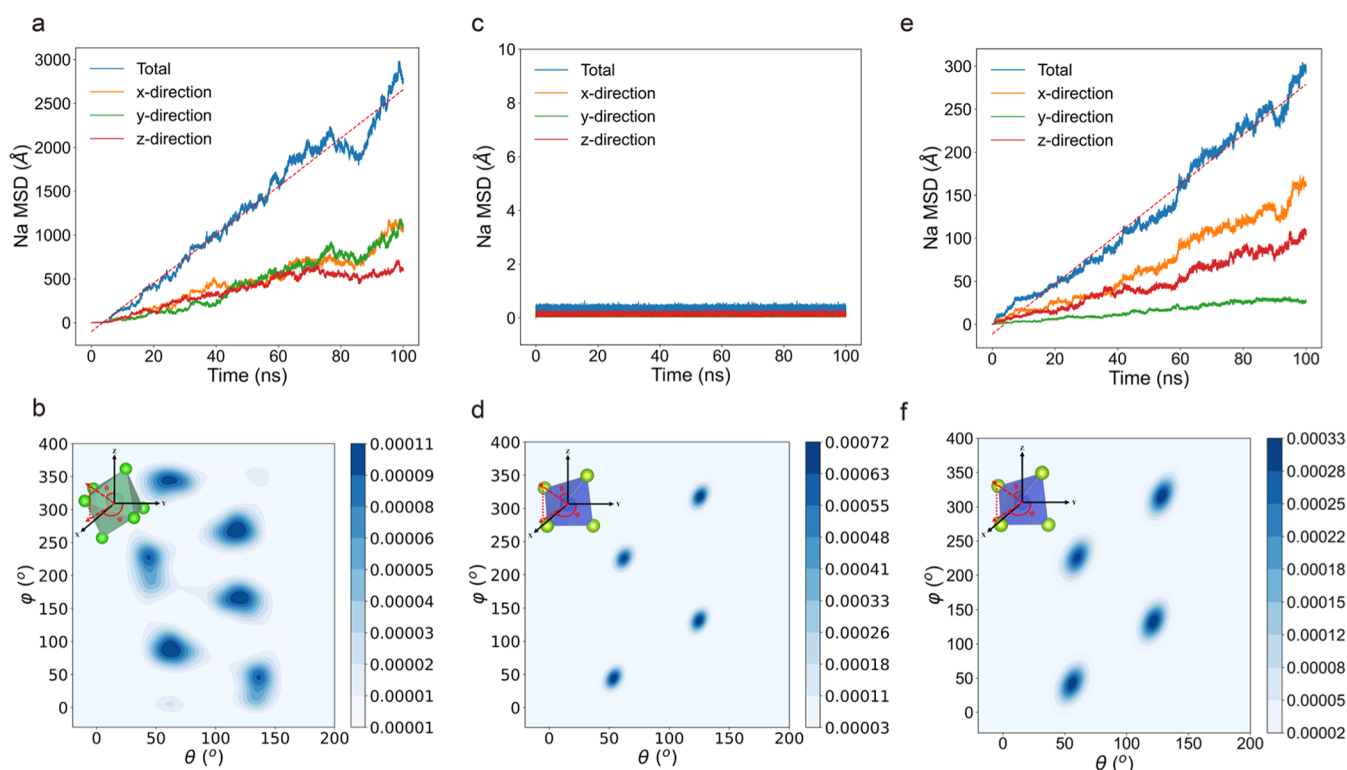 a
3000
2500
2000
1500
1000
500
0
Na MSD (Å)
Total
x-direction
y-direction
z-direction
0 20 40 60 80 100
Time (ns)
c
10
8
6
4
2
0
Na MSD (Å)
Total
x-direction
y-direction
z-direction
0 20 40 60 80 100
Time (ns)
e
300
250
200
150
100
50
0
Na MSD (Å)
Total
x-direction
y-direction
z-direction
0 20 40 60 80 100
Time (ns)
b
400
350
300
250
200
150
100
50
0
φ (°)
Z
Y
X
θ
φ
0 50 100 150 200
θ (°)
0.00011
0.00009
0.00008
0.00006
0.00005
0.00004
0.00003
0.00002
0.00001
0.00001
d
400
350
300
250
200
150
100
50
0
φ (°)
Z
Y
X
θ
φ
0 50 100 150 200
θ (°)
0.00072
0.00063
0.00055
0.00048
0.00041
0.00033
0.00026
0.00018
0.00011
0.00003
f
400
350
300
250
200
150
100
50
0
φ (°)
Z
Y
X
θ
φ
0 50 100 150 200
θ (°)
0.00033
0.00028
0.00025
0.00022
0.00018
0.00015
0.00012
0.00008
0.00005
0.00002